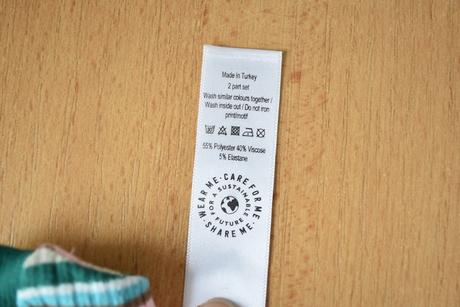 Made in Turkey
2 part set
Wash similar colours together /
Wash inside out / Do not iron
print/motif
55% Polyester 40% Viscose
5% Elastane
WEAR ME · CARE FOR ME · SHARE ME ·
FOR A SUSTAINABLE FUTURE